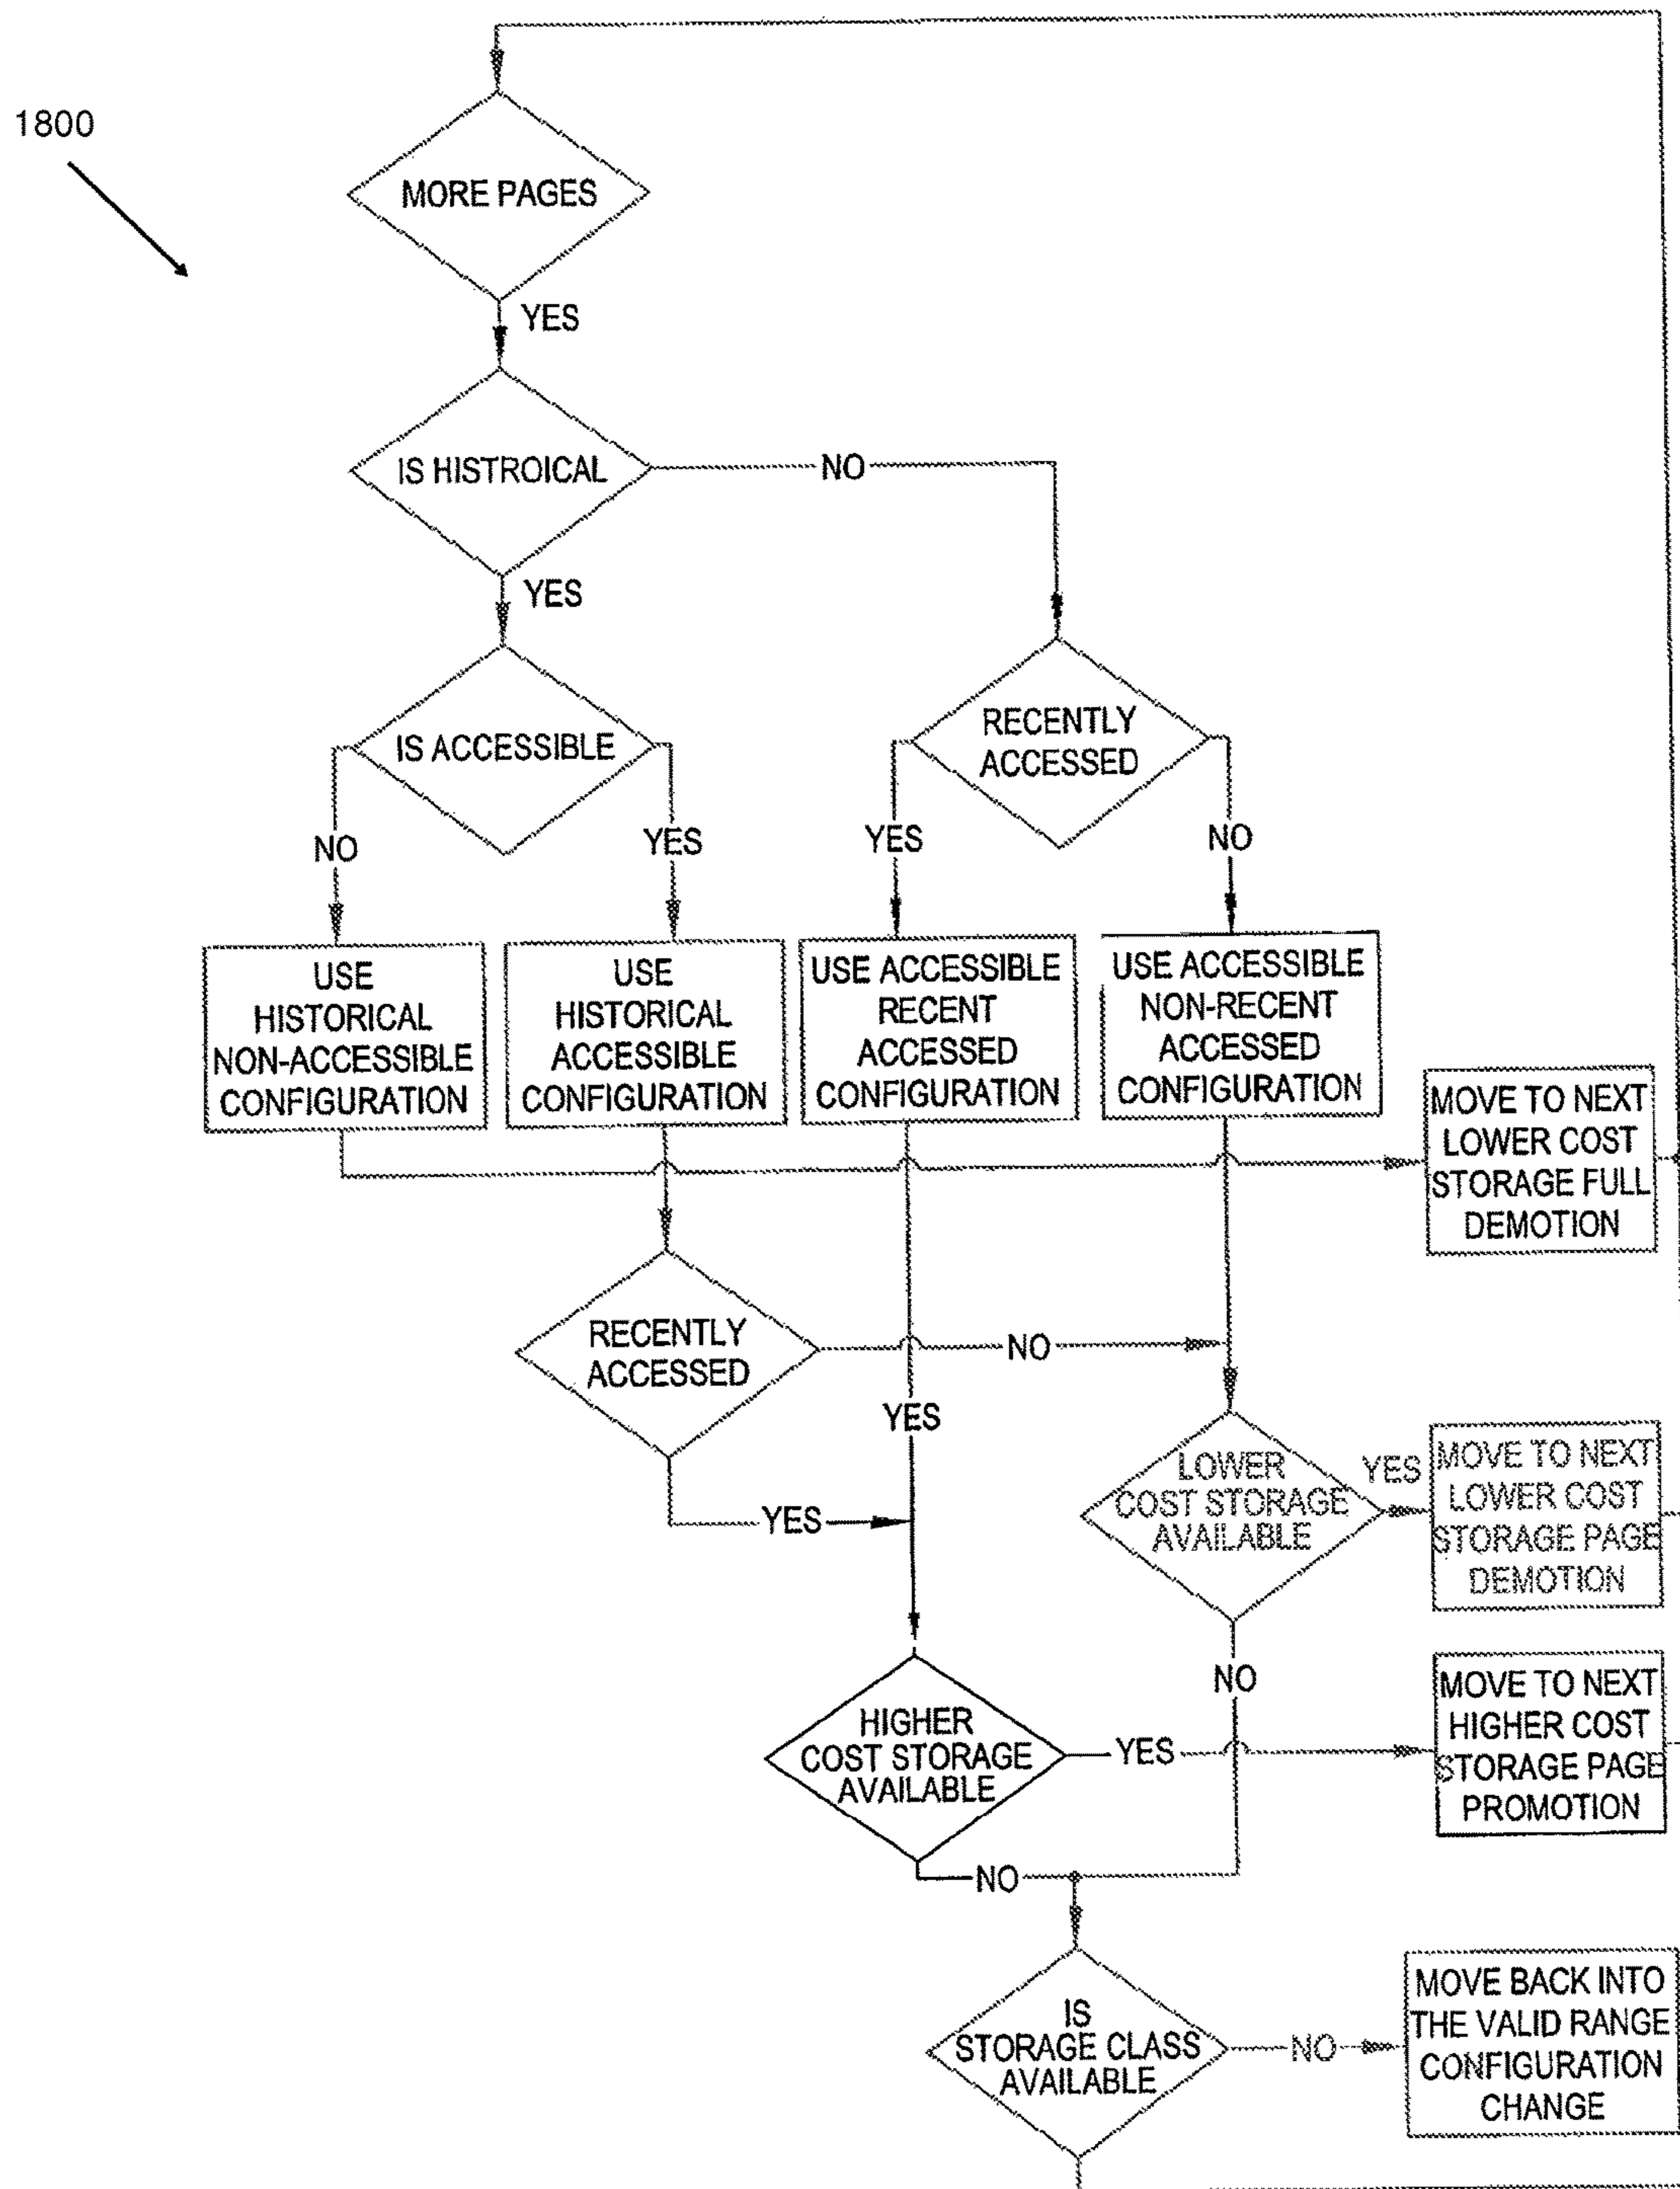 1800
MORE PAGES
YES
IS HISTROICAL
NO
YES
IS ACCESSIBLE
RECENTLY
ACCESSED
NO
YES
YES
NO
USE
HISTORICAL
NON-ACCESSIBLE
CONFIGURATION
USE
HISTORICAL
ACCESSIBLE
CONFIGURATION
USE ACCESSIBLE
RECENT
ACCESSED
CONFIGURATION
USE ACCESSIBLE
NON-RECENT
ACCESSED
CONFIGURATION
MOVE TO NEXT
LOWER COST
STORAGE FULL
DEMOTION
RECENTLY
ACCESSED
NO
YES
YES
LOWER
COST STORAGE
AVAILABLE
YES
MOVE TO NEXT
LOWER COST
STORAGE PAGE
DEMOTION
NO
HIGHER
COST STORAGE
AVAILABLE
YES
MOVE TO NEXT
HIGHER COST
STORAGE PAGE
PROMOTION
NO
IS
STORAGE CLASS
AVAILABLE
NO
MOVE BACK INTO
THE VALID RANGE
CONFIGURATION
CHANGE